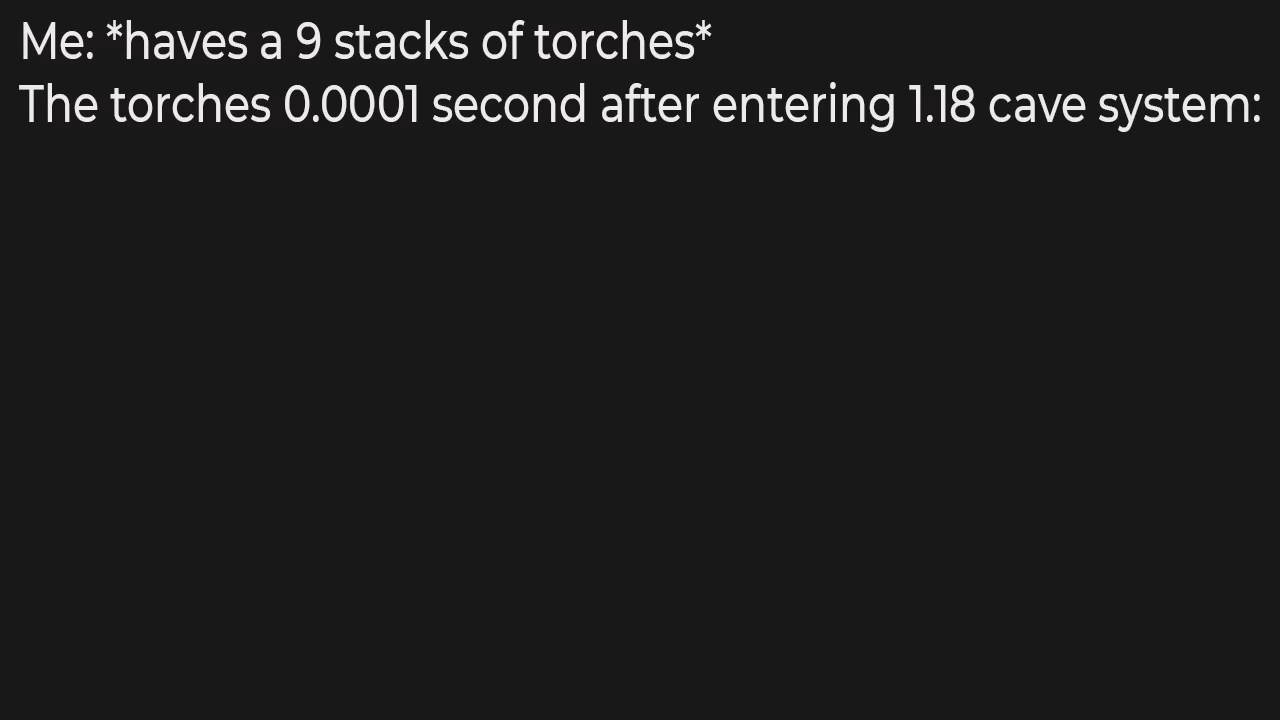 Me: *haves a 9 stacks of torches*
The torches 0.0001 second after entering 1.18 cave system: